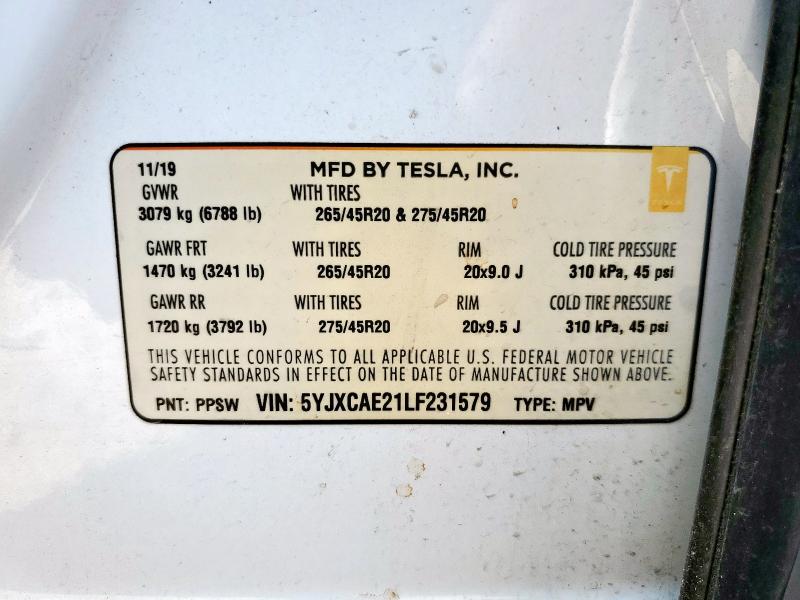 11/19 MFD BY TESLA, INC.
GVWR WITH TIRES
3079 kg (6788 lb) 265/45R20 & 275/45R20
TESLA
GAWR FRT WITH TIRES RIM COLD TIRE PRESSURE
1470 kg (3241 lb) 265/45R20 20x9.0 J 310 kPa, 45 psi
GAWR RR WITH TIRES RIM COLD TIRE PRESSURE
1720 kg (3792 lb) 275/45R20 20x9.5 J 310 kPa, 45 psi
THIS VEHICLE CONFORMS TO ALL APPLICABLE U.S. FEDERAL MOTOR VEHICLE
SAFETY STANDARDS IN EFFECT ON THE DATE OF MANUFACTURE SHOWN ABOVE.
PNT: PPSW VIN: 5YJXCAE21LF231579 TYPE: MPV